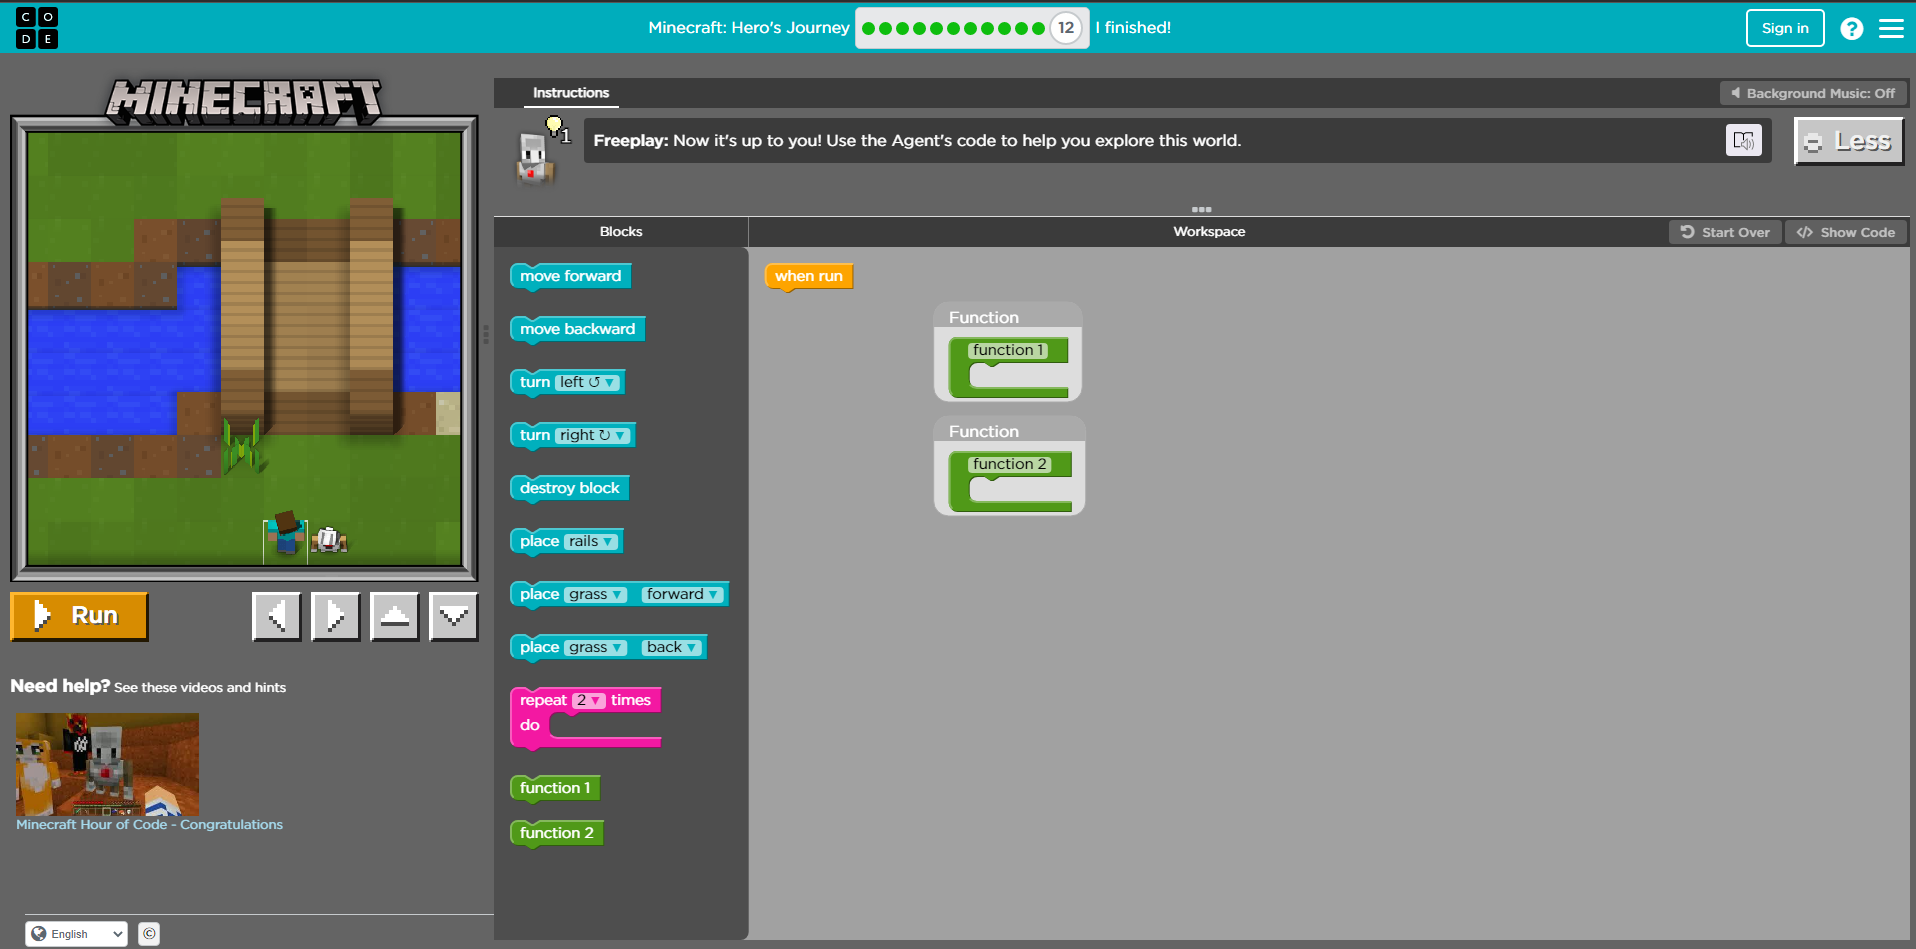 C O
D E
Minecraft: Hero's Journey
12
I finished!
Sign in
?
MINECRAFT
Instructions
Background Music: Off
1
Freeplay: Now it's up to you! Use the Agent's code to help you explore this world.
Less
Blocks
Workspace
Start Over
</> Show Code
move forward
when run
Function
move backward
function 1
turn left ↺ ▼
Function
turn right ↻ ▼
function 2
destroy block
place rails ▼
place grass ▼ forward ▼
Run
place grass ▼ back ▼
Need help? See these videos and hints
repeat 2 ▼ times
do
function 1
Minecraft Hour of Code - Congratulations
function 2
English
©